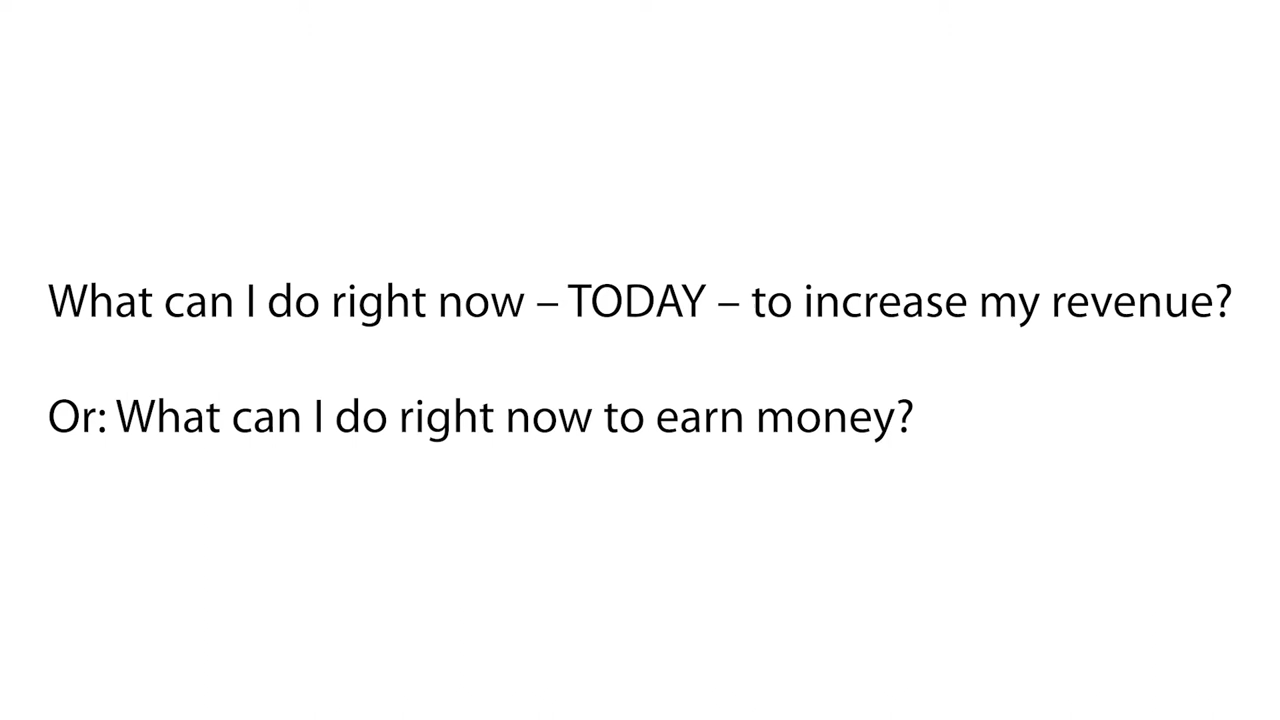 What can I do right now – TODAY – to increase my revenue?
Or: What can I do right now to earn money?